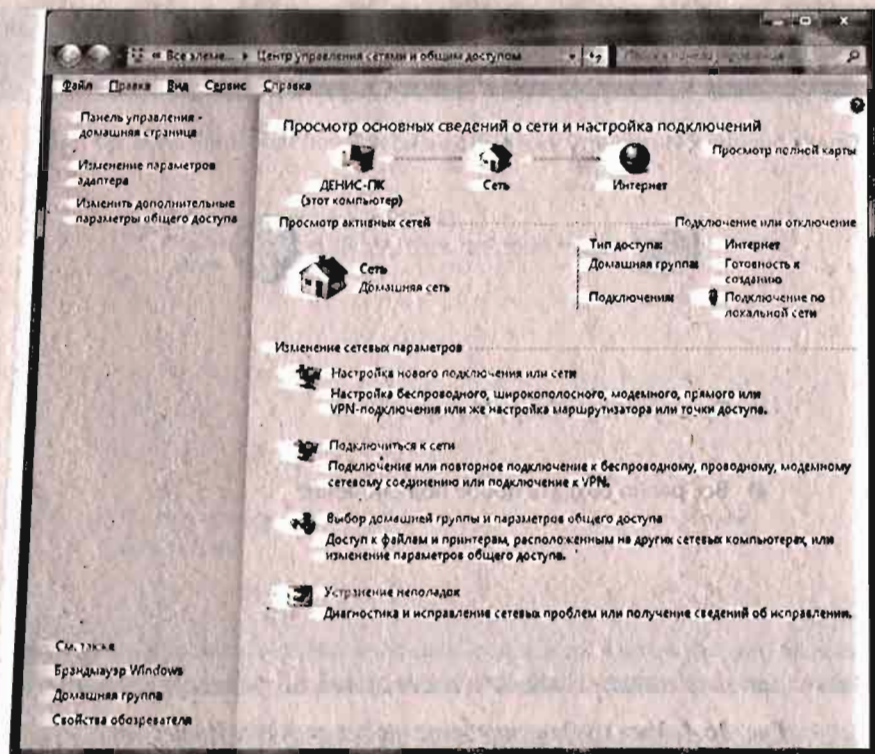 « Все элеме... ▸ Центр управления сетями и общим доступом
Файл Правка Вид Сервис Справка
Панель управления -
домашняя страница
Изменение параметров
адаптера
Изменить дополнительные
параметры общего доступа
Просмотр основных сведений о сети и настройка подключений
Просмотр полной карты
ДЕНИС-ПК
(этот компьютер)
Сеть
Интернет
Просмотр активных сетей
Подключение или отключение
Сеть
Домашняя сеть
Тип доступа: Интернет
Домашняя группа: Готовность к
созданию
Подключения: Подключение по
локальной сети
Изменение сетевых параметров
Настройка нового подключения или сети
Настройка беспроводного, широкополосного, модемного, прямого или
VPN-подключения или же настройка маршрутизатора или точки доступа.
Подключиться к сети
Подключение или повторное подключение к беспроводному, проводному, модемному
сетевому соединению или подключение к VPN.
Выбор домашней группы и параметров общего доступа
Доступ к файлам и принтерам, расположенным на других сетевых компьютерах, или
изменение параметров общего доступа.
Устранение неполадок
Диагностика и исправление сетевых проблем или получение сведений об исправлении.
См. также
Брандмауэр Windows
Домашняя группа
Свойства обозревателя